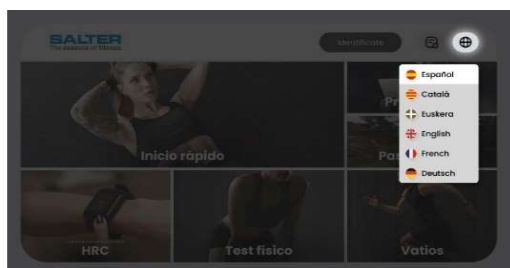 SALTER
The essence of fitness
Identifícate
Español
Català
Euskera
English
French
Deutsch
Inicio rápido
HRC
Test físico
Vatios